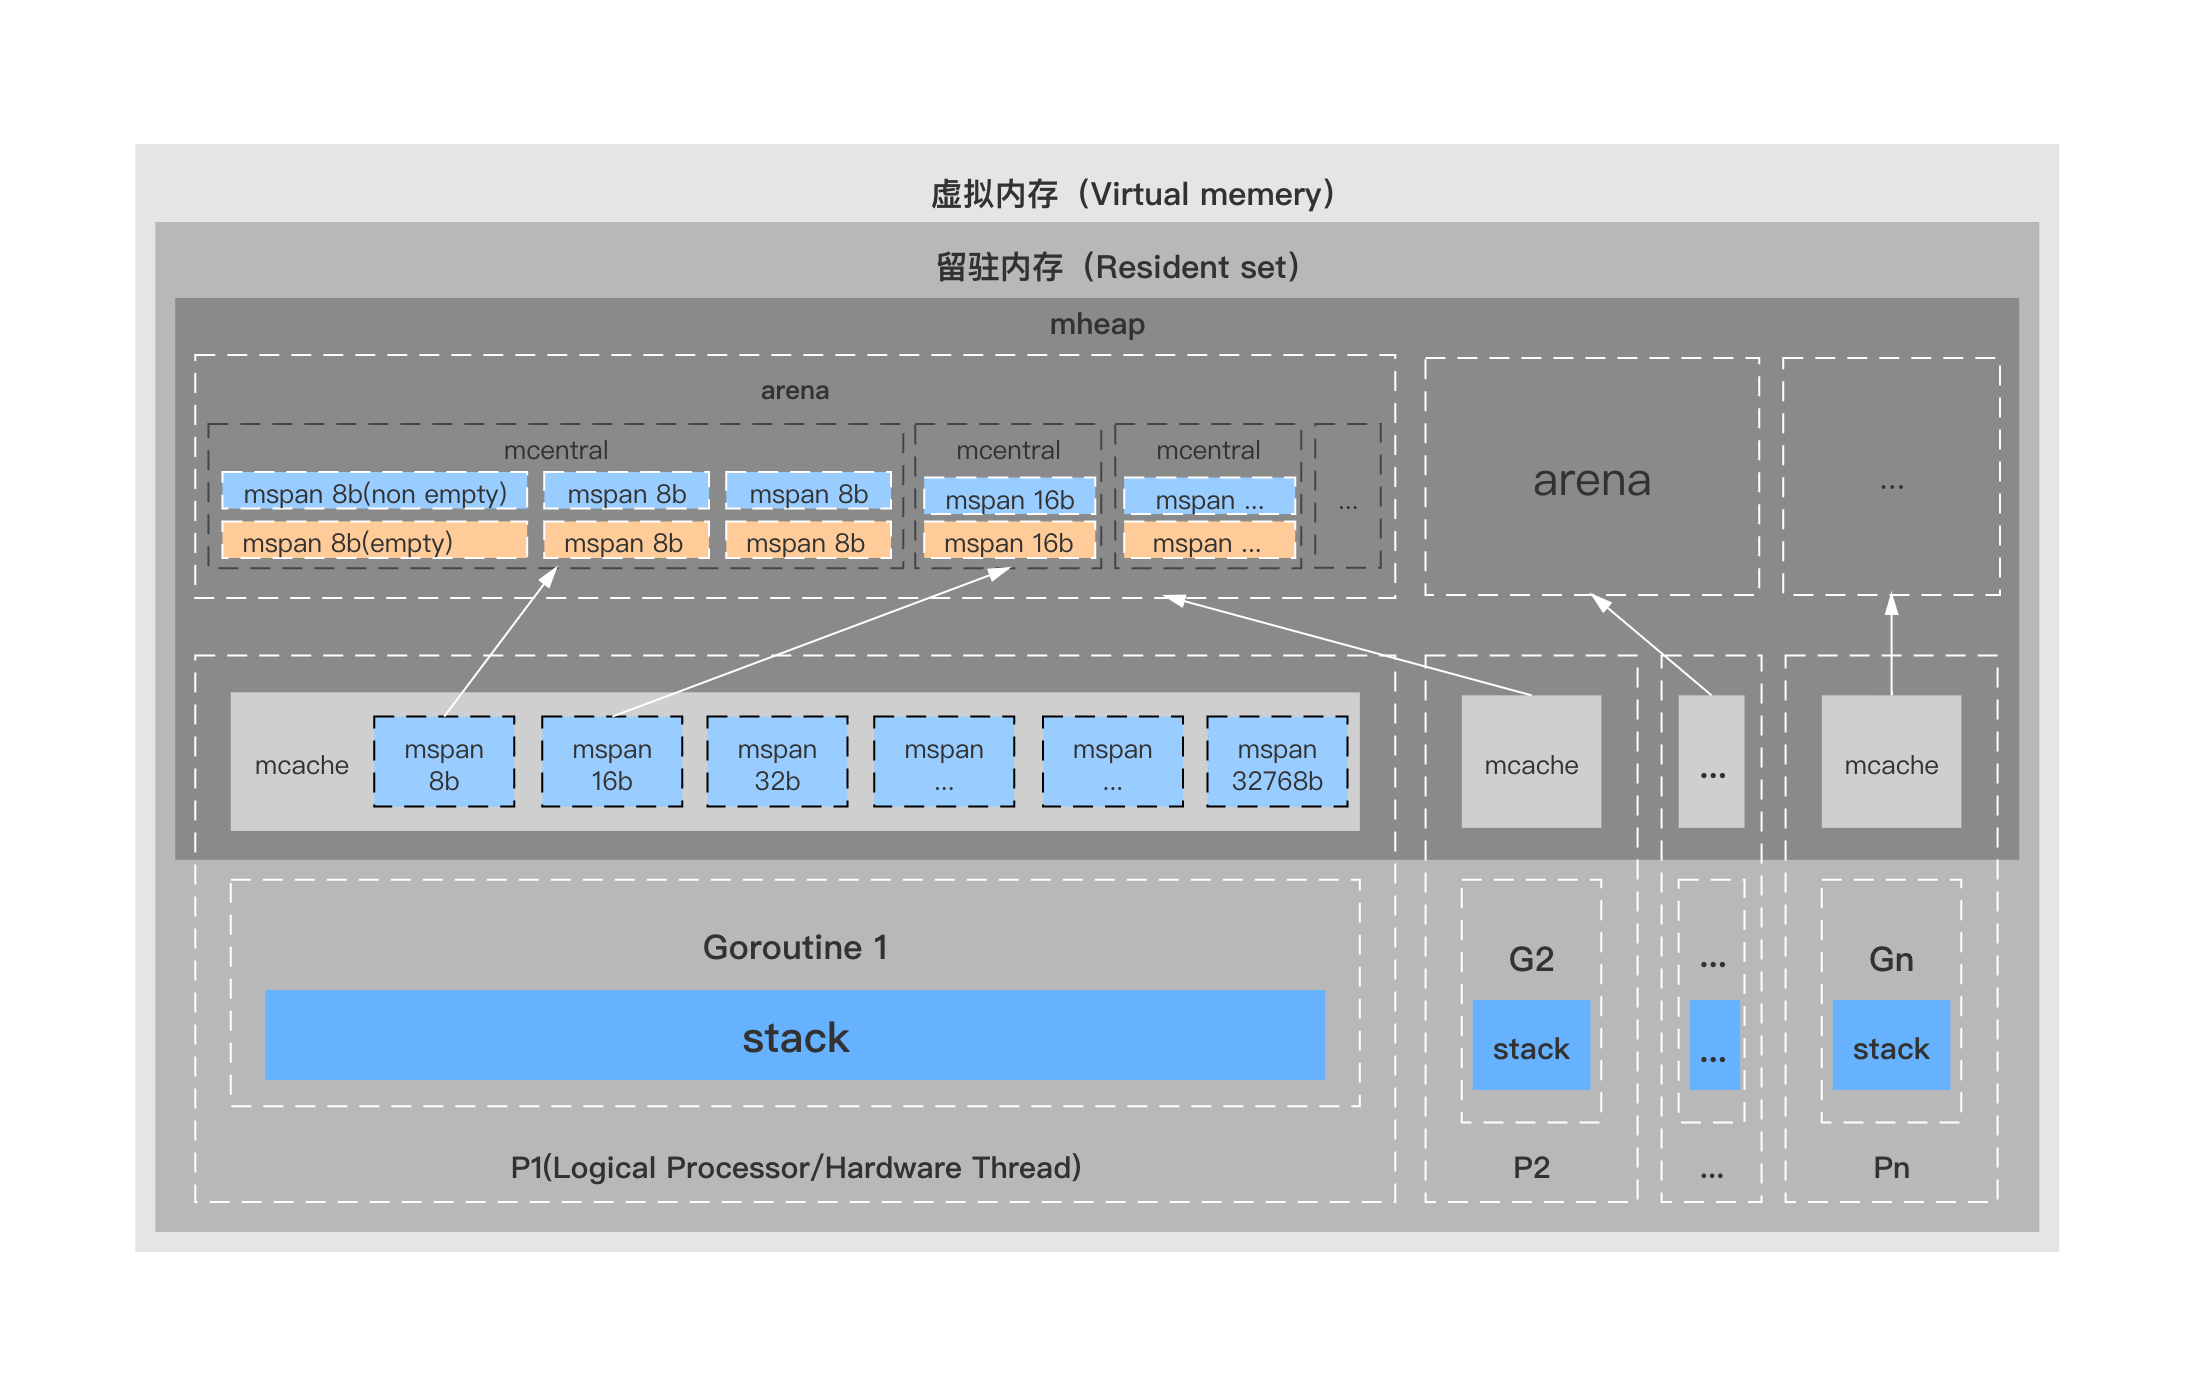 虚拟内存（Virtual memery）
留驻内存（Resident set）
mheap
arena
mcentral
mspan 8b(non empty)
mspan 8b
mspan 8b
mspan 8b(empty)
mspan 8b
mspan 8b
mcentral
mspan 16b
mspan 16b
mcentral
mspan ...
mspan ...
...
arena
...
mcache
mspan
8b
mspan
16b
mspan
32b
mspan
...
mspan
...
mspan
32768b
mcache
...
mcache
Goroutine 1
stack
P1(Logical Processor/Hardware Thread)
G2
stack
P2
...
...
...
Gn
stack
Pn